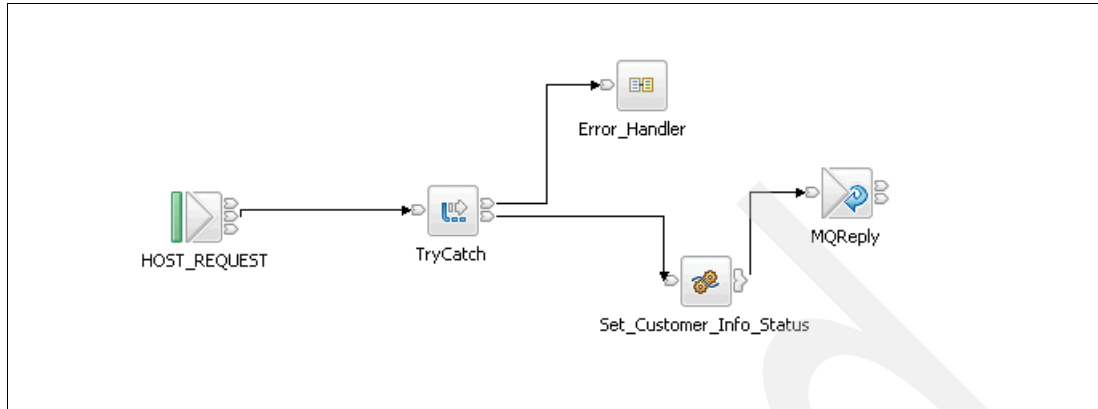 Error_Handler
HOST_REQUEST
TryCatch
MQReply
Set_Customer_Info_Status